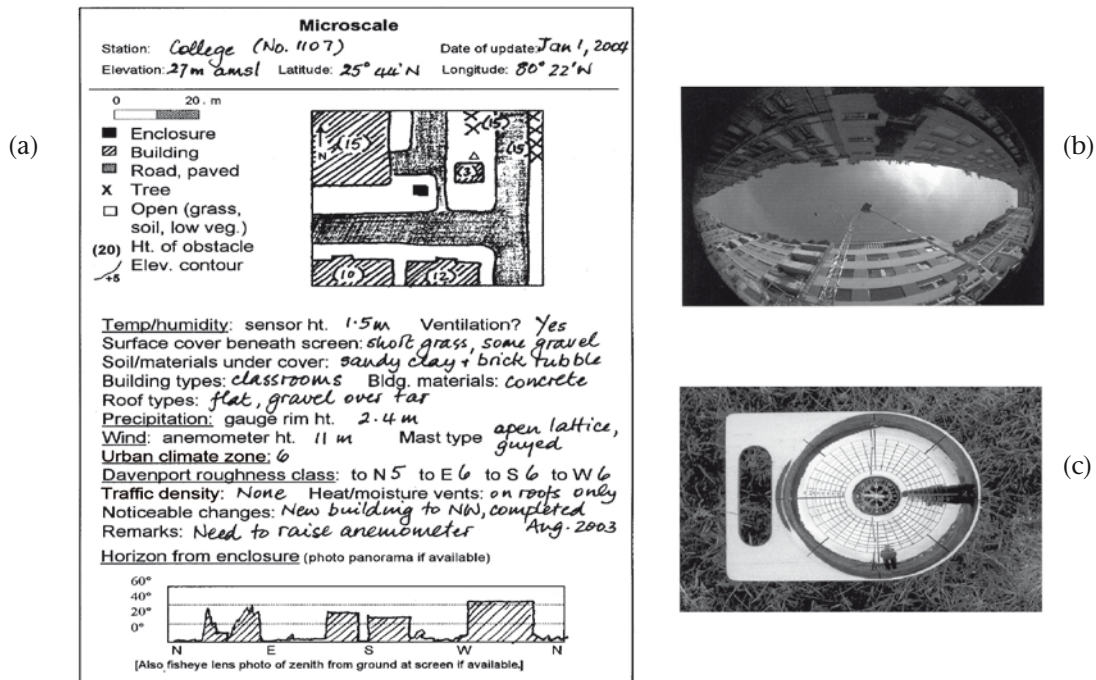 Microscale
Station: College (No. 1107) Date of update: Jan 1, 2004
Elevation: 27m amsl Latitude: 25° 44'N Longitude: 80° 22'N
0 20 . m
Enclosure
Building
Road, paved
X Tree
Open (grass,
soil, low veg.)
(20) Ht. of obstacle
Elev. contour
+5
N
(15)
(15)
(15
(3)
(10)
(12)
Temp/humidity: sensor ht. 1.5m Ventilation? Yes
Surface cover beneath screen: short grass, some gravel
Soil/materials under cover: sandy clay + brick rubble
Building types: classrooms Bldg. materials: concrete
Roof types: flat, gravel over tar
Precipitation: gauge rim ht. 2.4 m
Wind: anemometer ht. 11 m Mast type open lattice, guyed
Urban climate zone: 6
Davenport roughness class: to N 5 to E 6 to S 6 to W 6
Traffic density: None Heat/moisture vents: on roofs only
Noticeable changes: New building to NW, completed Aug. 2003
Remarks: Need to raise anemometer
Horizon from enclosure (photo panorama if available)
60°
40°
20°
0°
N E S W N
[Also fisheye lens photo of zenith from ground at screen if available.]
(a)
(b)
(c)